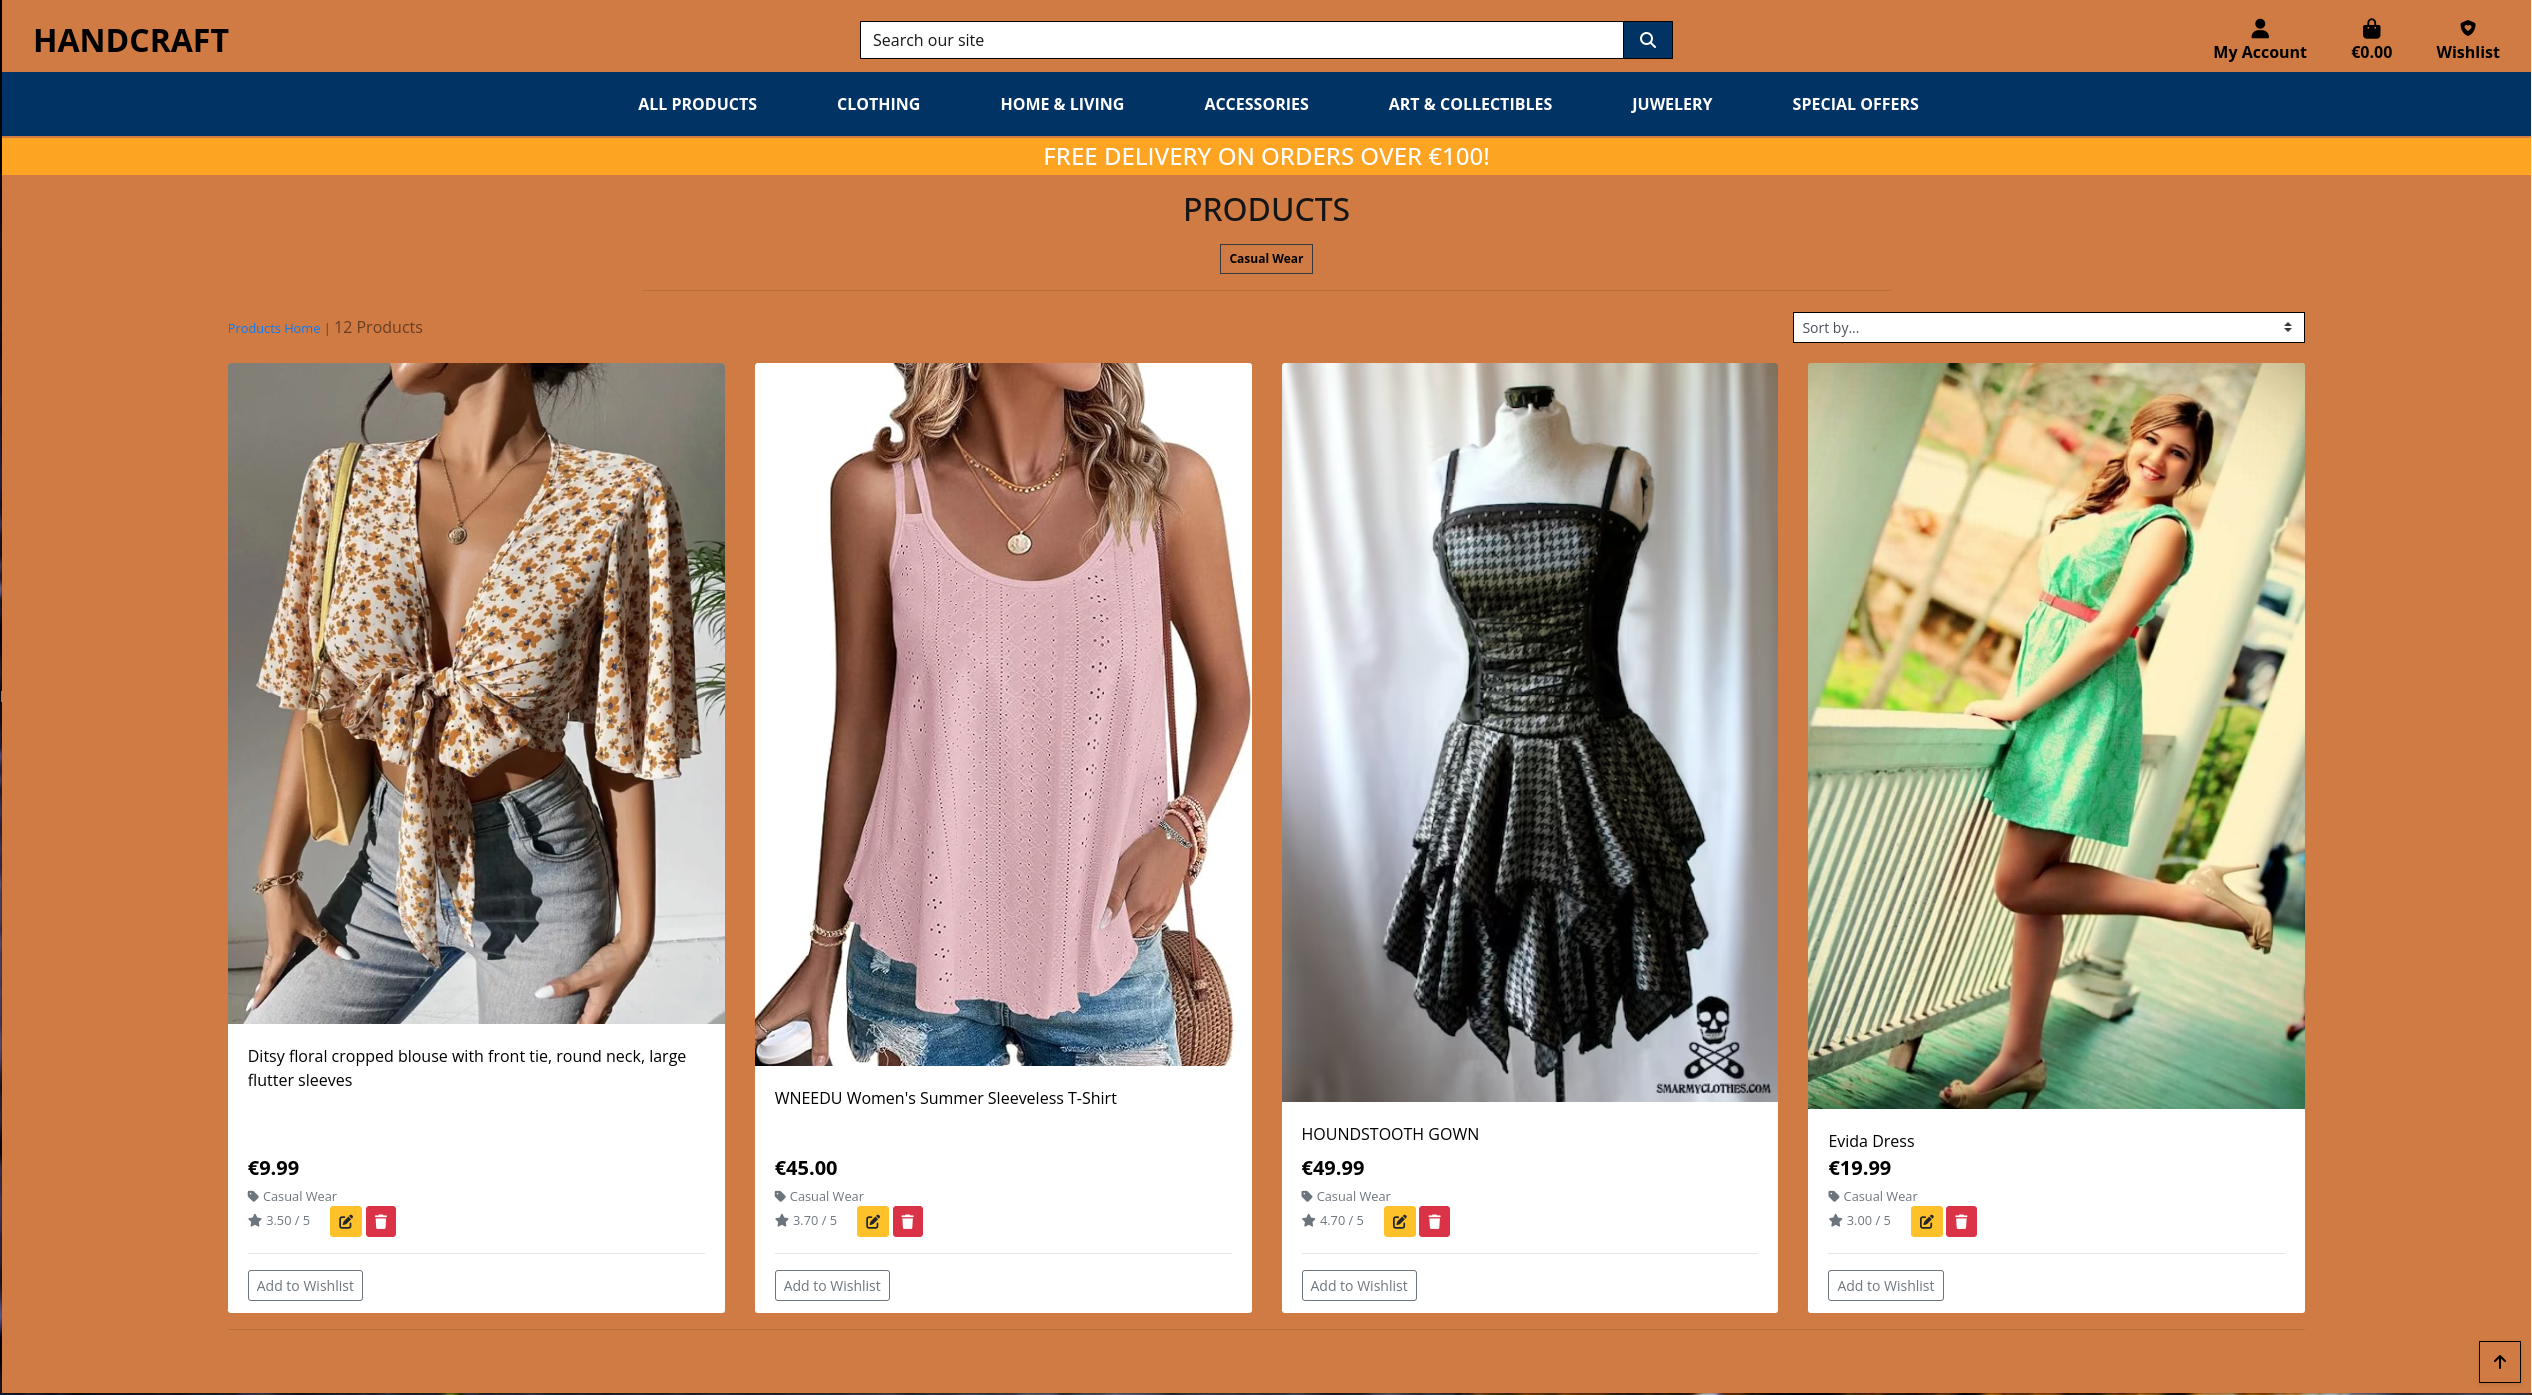 HANDCRAFT
Search our site
My Account
€0.00
Wishlist
ALL PRODUCTS
CLOTHING
HOME & LIVING
ACCESSORIES
ART & COLLECTIBLES
JUWELERY
SPECIAL OFFERS
FREE DELIVERY ON ORDERS OVER €100!
PRODUCTS
Casual Wear
Products Home | 12 Products
Sort by...
SMARMYCLOTHES.COM
Ditsy floral cropped blouse with front tie, round neck, large
flutter sleeves
€9.99
Casual Wear
3.50 / 5
Add to Wishlist
WNEEDU Women's Summer Sleeveless T-Shirt
€45.00
Casual Wear
3.70 / 5
Add to Wishlist
HOUNDSTOOTH GOWN
€49.99
Casual Wear
4.70 / 5
Add to Wishlist
Evida Dress
€19.99
Casual Wear
3.00 / 5
Add to Wishlist